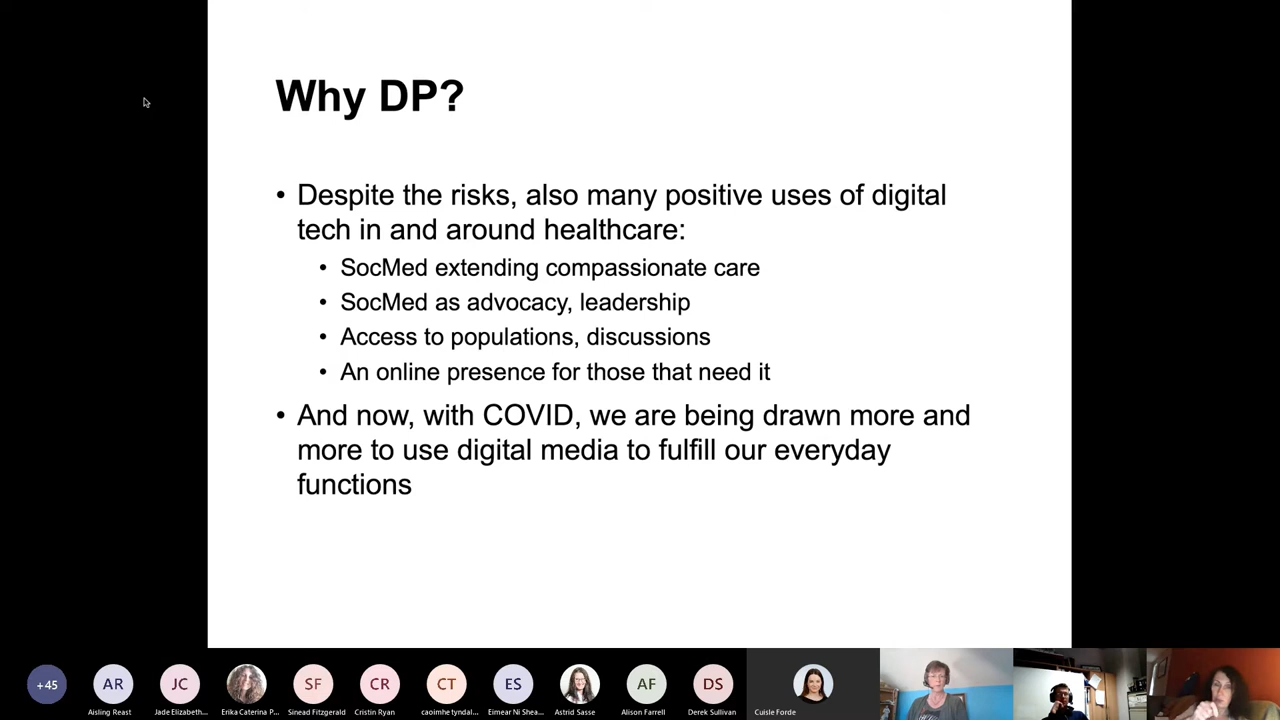 Why DP?
• Despite the risks, also many positive uses of digital
tech in and around healthcare:
• SocMed extending compassionate care
• SocMed as advocacy, leadership
• Access to populations, discussions
• An online presence for those that need it
• And now, with COVID, we are being drawn more and
more to use digital media to fulfill our everyday
functions
+45 AR JC SF CR CT ES AF DS
Aisling Reast Jade Elizabeth... Erika Caterina P... Sinead Fitzgerald Cristin Ryan caoimhe tyndal... Eimear Ni Shea... Astrid Sasse Alison Farrell Derek Sullivan Cuisle Forde